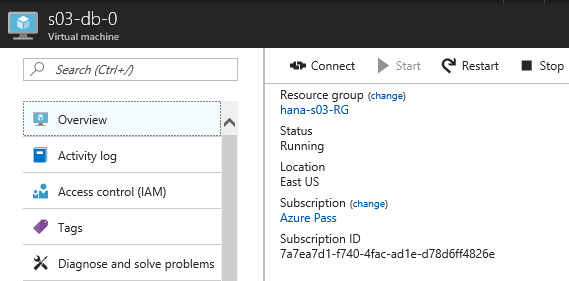 s03-db-0
Virtual machine
Search (Ctrl+/)
Overview
Activity log
Access control (IAM)
Tags
Diagnose and solve problems
Connect Start Restart Stop
Resource group (change)
hana-s03-RG
Status
Running
Location
East US
Subscription (change)
Azure Pass
Subscription ID
7a7ea7d1-f740-4fac-ad1e-d78d6ff4826e